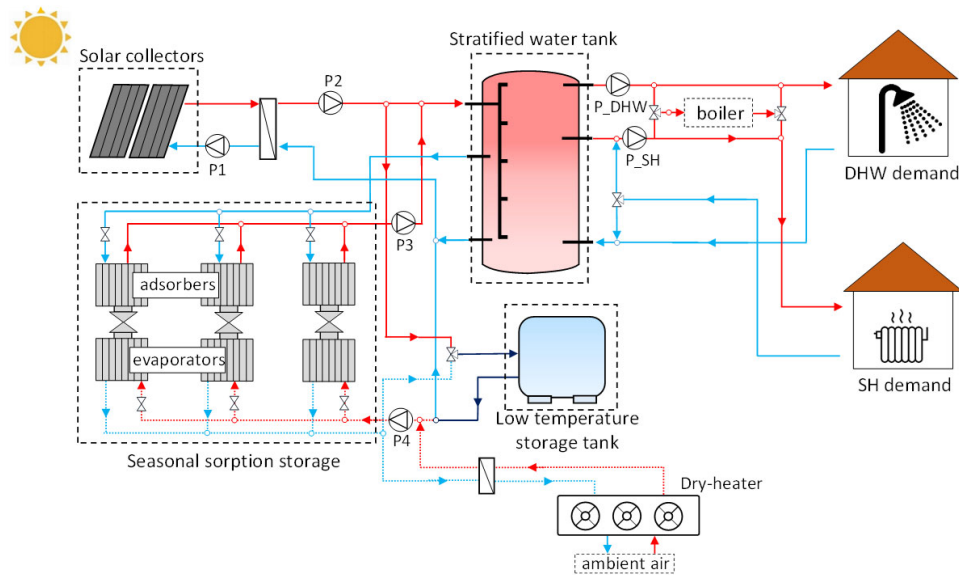 Solar collectors
Stratified water tank
P2
P_DHW
boiler
P1
P_SH
DHW demand
P3
adsorbers
evaporators
SH demand
Low temperature
storage tank
P4
Seasonal sorption storage
Dry-heater
ambient air